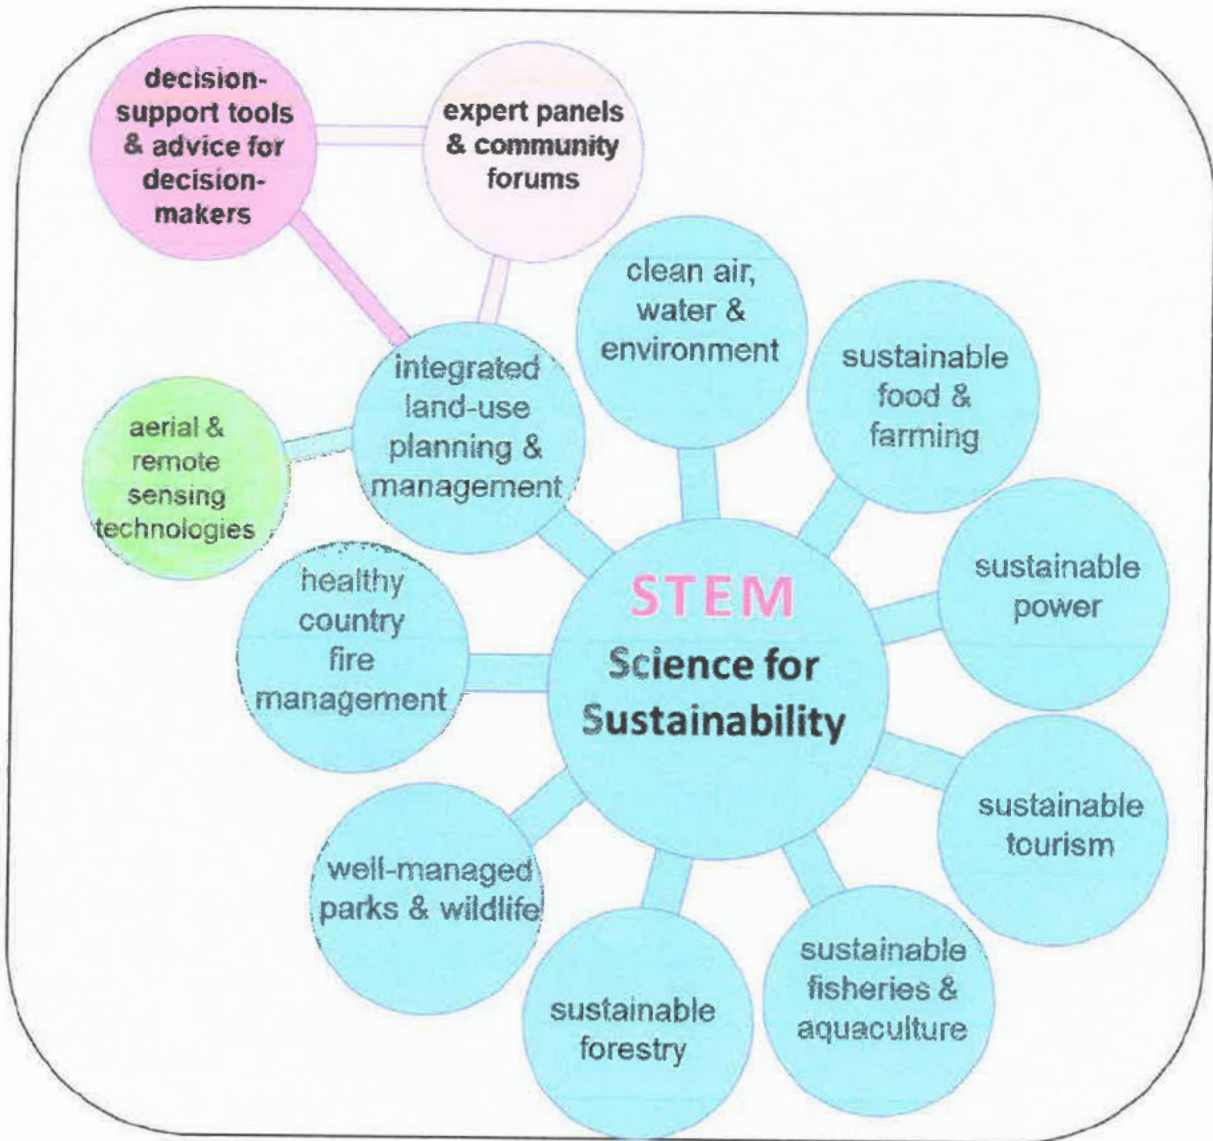 decision-
support tools
& advice for
decision-
makers
expert panels
& community
forums
clean air,
water &
environment
sustainable
food &
farming
integrated
land-use
planning &
management
aerial &
remote
sensing
technologies
sustainable
power
healthy
country
fire
management
STEM
Science for
Sustainability
sustainable
tourism
well-managed
parks & wildlife
sustainable
fisheries &
aquaculture
sustainable
forestry